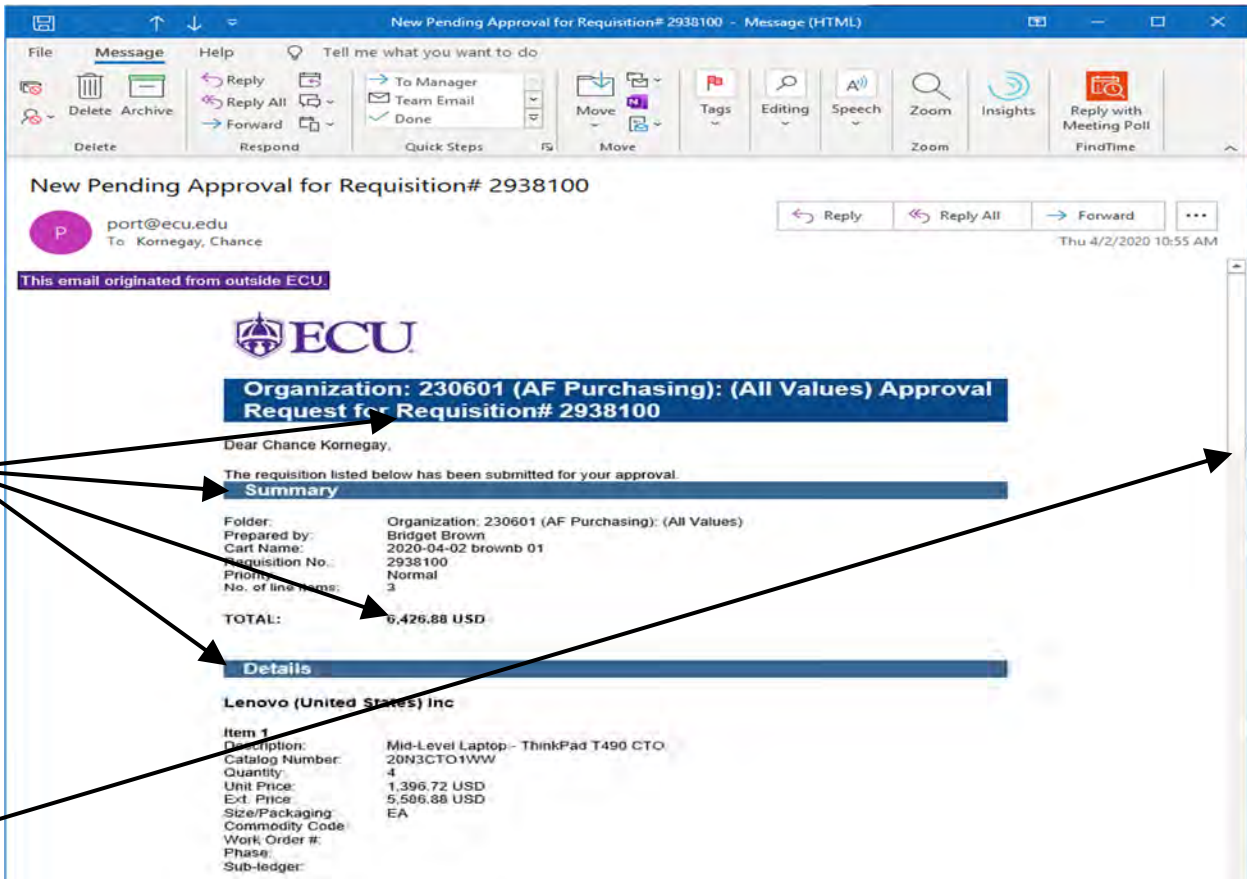 New Pending Approval for Requisition# 2938100 - Message (HTML)
File Message Help Tell me what you want to do
Delete Archive
Reply
Reply All
Forward
To Manager
Team Email
Done
Move
Tags
Editing
Speech
Zoom
Insights
Reply with
Meeting Poll
Delete Respond Quick Steps Move Zoom FindTime
New Pending Approval for Requisition# 2938100
P
port@ecu.edu
To Kornegay, Chance
Reply Reply All Forward
Thu 4/2/2020 10:55 AM
This email originated from outside ECU.
ECU
Organization: 230601 (AF Purchasing): (All Values) Approval
Request for Requisition# 2938100
Dear Chance Kornegay,
The requisition listed below has been submitted for your approval.
Summary
Folder: Organization: 230601 (AF Purchasing): (All Values)
Prepared by: Bridget Brown
Cart Name: 2020-04-02 brownb 01
Requisition No.: 2938100
Priority: Normal
No. of line items: 3
TOTAL: 6,426.88 USD
Details
Lenovo (United States) Inc
Item 1
Description: Mid-Level Laptop - ThinkPad T490 CTO
Catalog Number: 20N3CTO1WW
Quantity: 4
Unit Price: 1,396.72 USD
Ext. Price: 5,586.88 USD
Size/Packaging: EA
Commodity Code:
Work Order #:
Phase:
Sub-ledger: